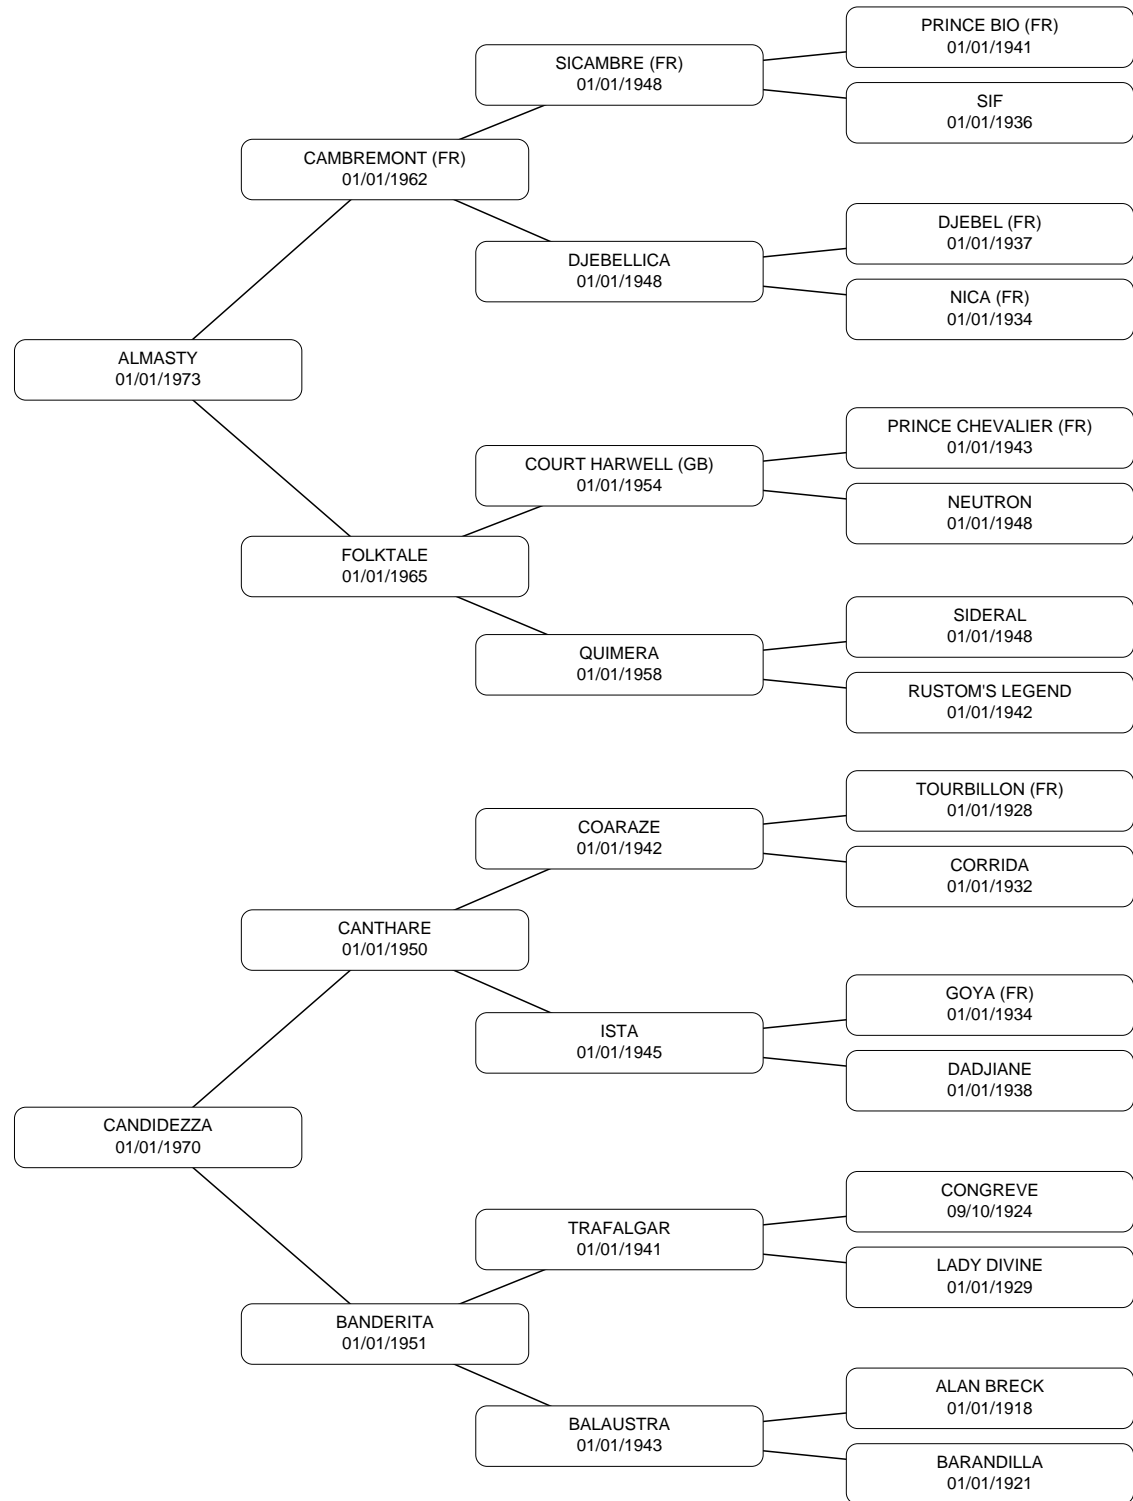 PRINCE BIO (FR)
01/01/1941
SICAMBRE (FR)
01/01/1948
SIF
01/01/1936
CAMBREMONT (FR)
01/01/1962
DJEBEL (FR)
01/01/1937
DJEBELLICA
01/01/1948
NICA (FR)
01/01/1934
ALMASTY
01/01/1973
PRINCE CHEVALIER (FR)
01/01/1943
COURT HARWELL (GB)
01/01/1954
NEUTRON
01/01/1948
FOLKTALE
01/01/1965
SIDERAL
01/01/1948
QUIMERA
01/01/1958
RUSTOM'S LEGEND
01/01/1942
TOURBILLON (FR)
01/01/1928
COARAZE
01/01/1942
CORRIDA
01/01/1932
CANTHARE
01/01/1950
GOYA (FR)
01/01/1934
ISTA
01/01/1945
DADJIANE
01/01/1938
CANDIDEZZA
01/01/1970
CONGREVE
09/10/1924
TRAFALGAR
01/01/1941
LADY DIVINE
01/01/1929
BANDERITA
01/01/1951
ALAN BRECK
01/01/1918
BALAUSTRA
01/01/1943
BARANDILLA
01/01/1921